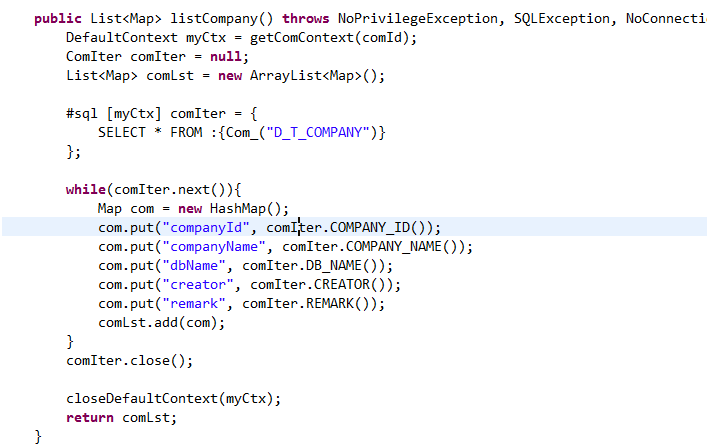 public List<Map> listCompany() throws NoPrivilegeException, SQLException, NoConnecti
DefaultContext myCtx = getComContext(comId);
ComIter comIter = null;
List<Map> comLst = new ArrayList<Map>();
#sql [myCtx] comIter = {
SELECT * FROM :{Com_("D_T_COMPANY")}
};
while(comIter.next()){
Map com = new HashMap();
com.put("companyId", comIter.COMPANY_ID());
com.put("companyName", comIter.COMPANY_NAME());
com.put("dbName", comIter.DB_NAME());
com.put("creator", comIter.CREATOR());
com.put("remark", comIter.REMARK());
comLst.add(com);
}
comIter.close();
closeDefaultContext(myCtx);
return comLst;
}